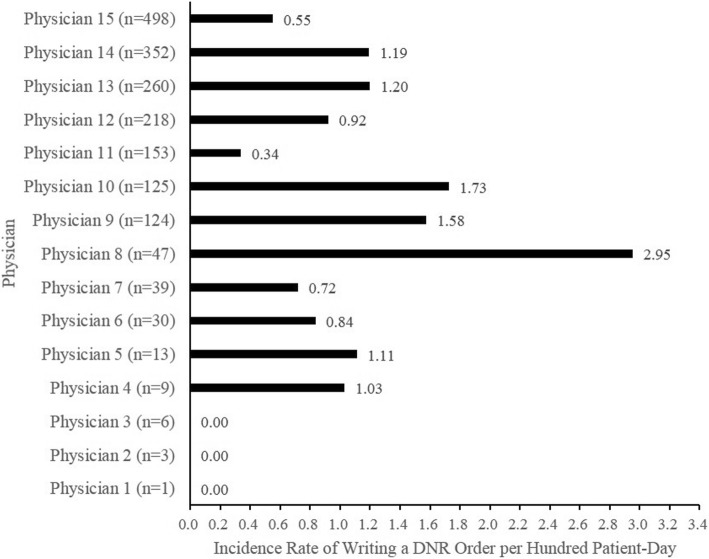 Physician
Physician 15 (n=498) 0.55
Physician 14 (n=352) 1.19
Physician 13 (n=260) 1.20
Physician 12 (n=218) 0.92
Physician 11 (n=153) 0.34
Physician 10 (n=125) 1.73
Physician 9 (n=124) 1.58
Physician 8 (n=47) 2.95
Physician 7 (n=39) 0.72
Physician 6 (n=30) 0.84
Physician 5 (n=13) 1.11
Physician 4 (n=9) 1.03
Physician 3 (n=6) 0.00
Physician 2 (n=3) 0.00
Physician 1 (n=1) 0.00
0.0 0.2 0.4 0.6 0.8 1.0 1.2 1.4 1.6 1.8 2.0 2.2 2.4 2.6 2.8 3.0 3.2 3.4
Incidence Rate of Writing a DNR Order per Hundred Patient-Day